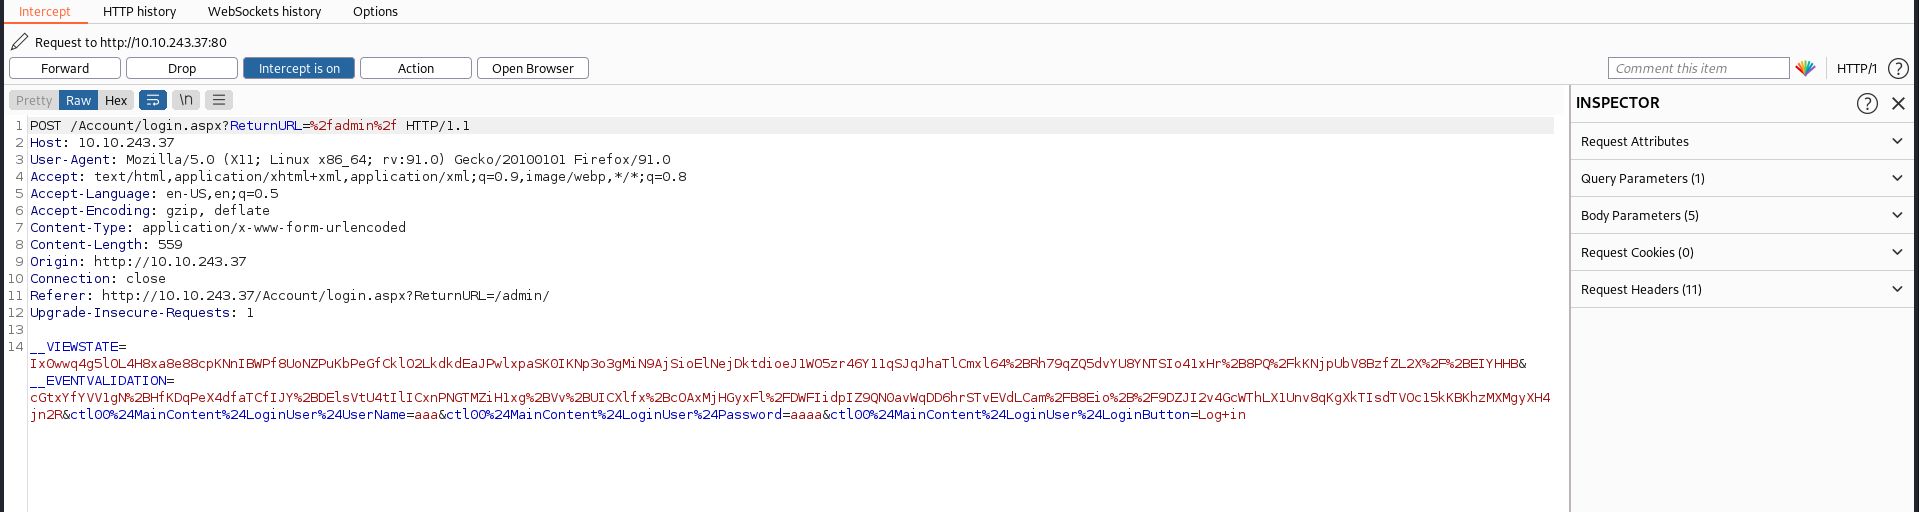 Intercept HTTP history WebSockets history Options
Request to http://10.10.243.37:80
Forward Drop Intercept is on Action Open Browser Comment this item HTTP/1 ?
Pretty Raw Hex \n INSPECTOR ?
1 POST /Account/login.aspx?ReturnURL=%2fadmin%2f HTTP/1.1
2 Host: 10.10.243.37
3 User-Agent: Mozilla/5.0 (X11; Linux x86_64; rv:91.0) Gecko/20100101 Firefox/91.0
4 Accept: text/html,application/xhtml+xml,application/xml;q=0.9,image/webp,*/*;q=0.8
5 Accept-Language: en-US,en;q=0.5
6 Accept-Encoding: gzip, deflate
7 Content-Type: application/x-www-form-urlencoded
8 Content-Length: 559
9 Origin: http://10.10.243.37
10 Connection: close
11 Referer: http://10.10.243.37/Account/login.aspx?ReturnURL=/admin/
12 Upgrade-Insecure-Requests: 1
13
14 __VIEWSTATE=
Ix0wwq4g5lOL4H8xa8e88cpKNnIBWPf8UoNZPuKbPeGfCklO2LkdkdEaJPwlxpaSK0IKNp3o3gMiN9AjSioElNejDktdioeJ1WO5zr46Y11qSJqJhaTlCmxl64%2BRh79qZQ5dvYU8YNTSIo41xHr%2B8PQ%2FkKNjpUbV8BzfZL2X%2F%2BEIYHHB&
__EVENTVALIDATION=
cGtxYfYVV1gN%2BHfKDqPeX4dfaTCfIJY%2BDElsVtU4tIlICxnPNGTMZiH1xg%2BVv%2BUICXlfx%2BcOAxMjHGyxFl%2FDWFIidpIZ9QN0avWqDD6hrSTvEVdLCam%2FB8Eio%2B%2F9DZJI2v4GcWThLX1Unv8qKgXkTIsdTVOc15kKBKhzMXMgyXH4
jn2R&ctl00%24MainContent%24LoginUser%24UserName=aaa&ctl00%24MainContent%24LoginUser%24Password=aaaa&ctl00%24MainContent%24LoginUser%24LoginButton=Log+in
Request Attributes
Query Parameters (1)
Body Parameters (5)
Request Cookies (0)
Request Headers (11)